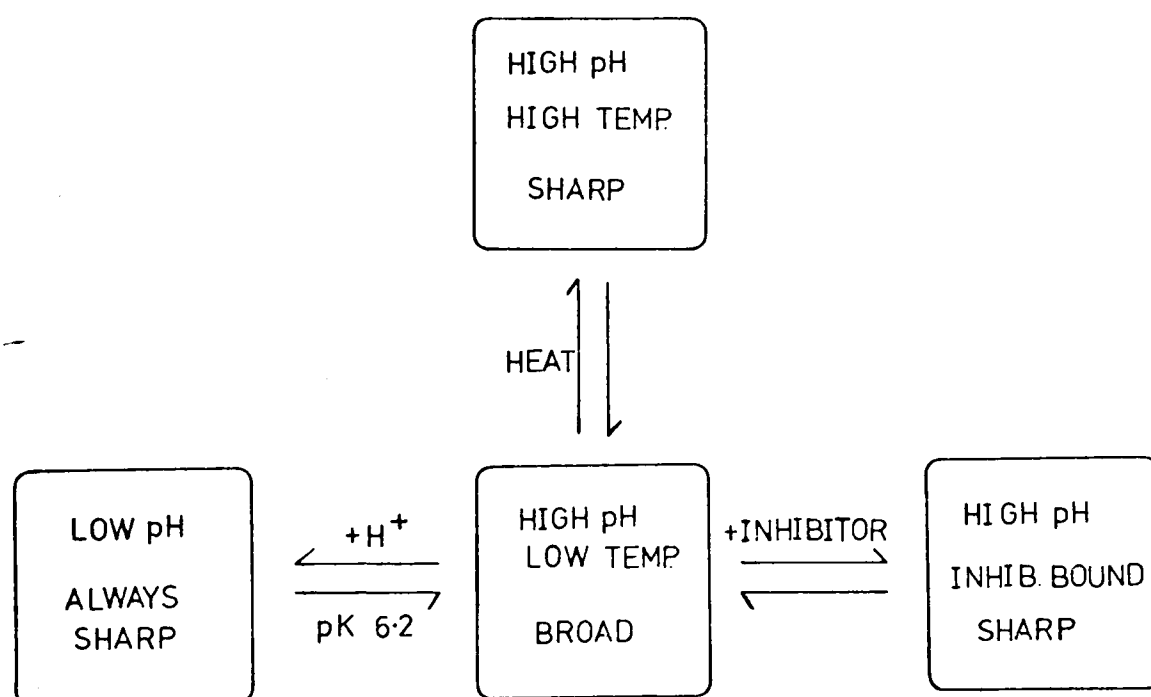 HIGH pH
HIGH TEMP.
SHARP
HEAT
LOW pH
ALWAYS
SHARP
+H+
pK 6·2
HIGH pH
LOW TEMP.
BROAD
+INHIBITOR
HIGH pH
INHIB. BOUND
SHARP